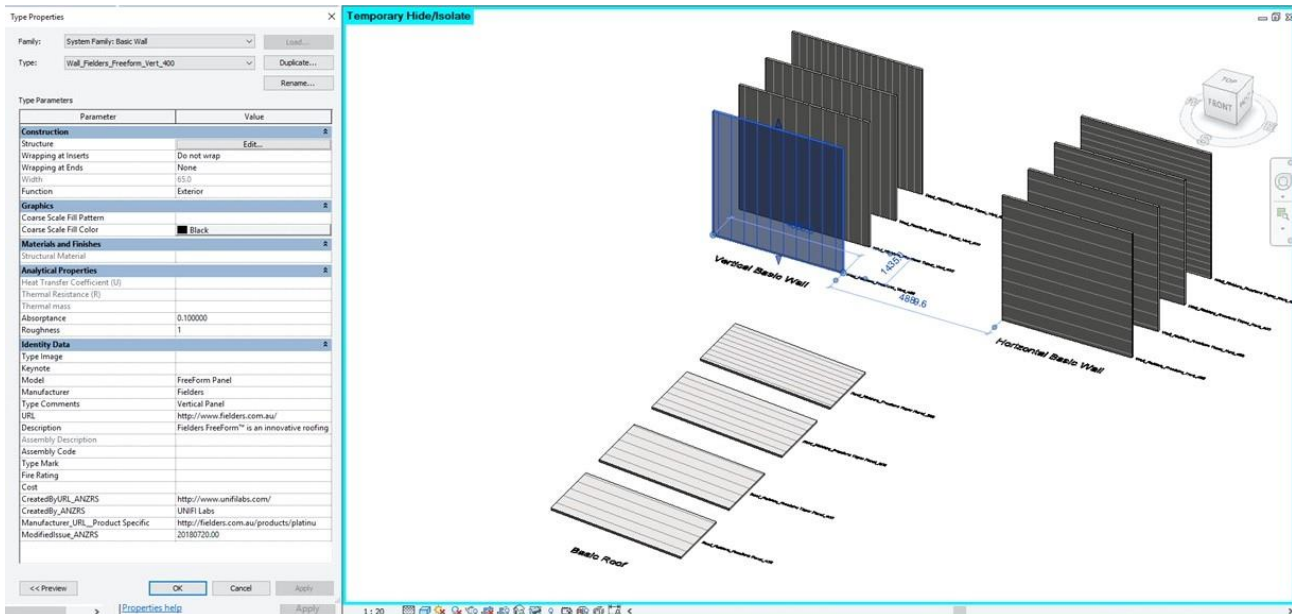 Type Properties
Family: System Family: Basic Wall Load...
Type: Wall_Fielders_Freeform_Vert_400 Duplicate...
Rename...
Type Parameters
Parameter Value
Construction
Structure Edit...
Wrapping at Inserts Do not wrap
Wrapping at Ends None
Width 65.0
Function Exterior
Graphics
Coarse Scale Fill Pattern
Coarse Scale Fill Color Black
Materials and Finishes
Structural Material
Analytical Properties
Heat Transfer Coefficient (U)
Thermal Resistance (R)
Thermal mass
Absorptance 0.100000
Roughness 1
Identity Data
Type Image
Keynote
Model FreeForm Panel
Manufacturer Fielders
Type Comments Vertical Panel
URL http://www.fielders.com.au/
Description Fielders FreeForm™ is an innovative roofing
Assembly Description
Assembly Code
Type Mark
Fire Rating
Cost
CreatedByURL_ANZRS http://www.unifilabs.com/
CreatedBy_ANZRS UNIFI Labs
Manufacturer_URL__Product Specific http://fielders.com.au/products/platinu
ModifiedIssue_ANZRS 20180720.00
<< Preview OK Cancel Apply
Properties help Apply
Temporary Hide/Isolate
TOP
FRONT
1435.0
4889.6
Vertical Basic Wall
Horizontal Basic Wall
Basic Roof
1 : 20